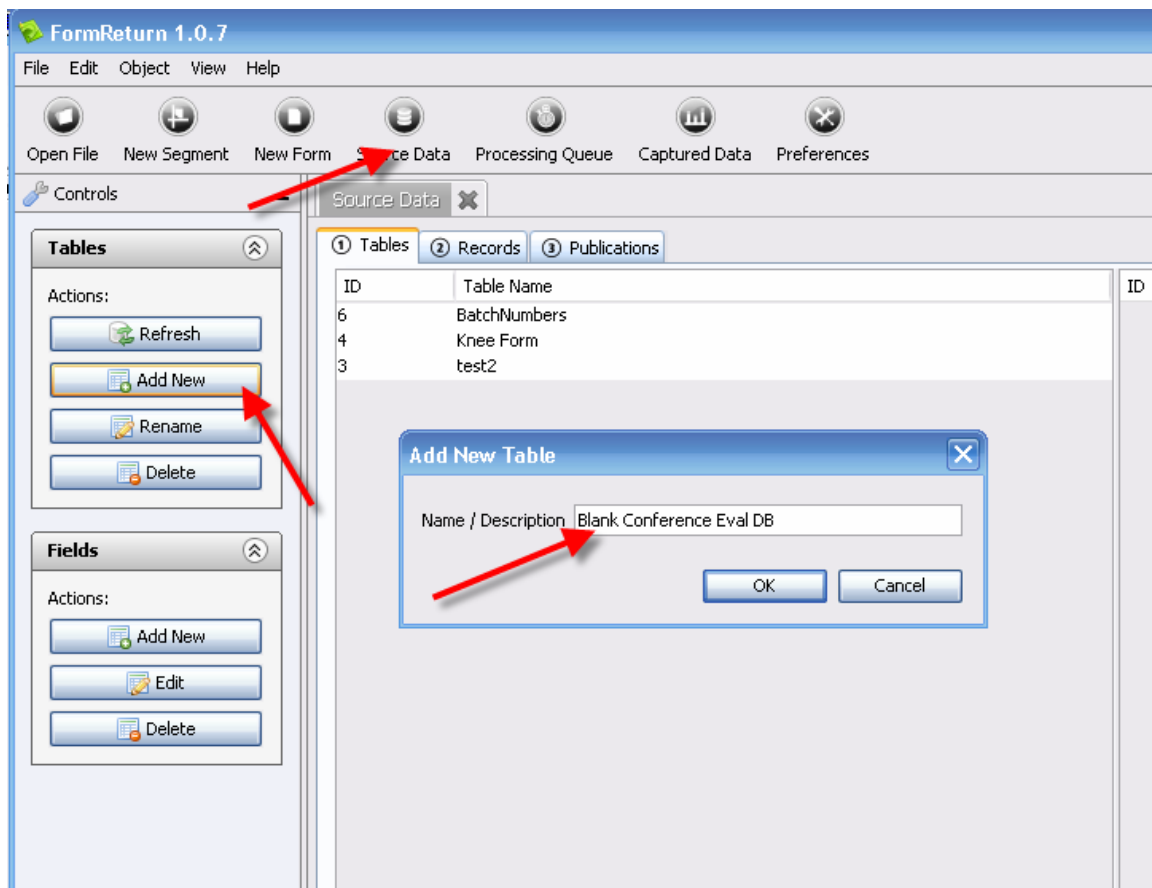 FormReturn 1.0.7
File Edit Object View Help
Open File New Segment New Form Source Data Processing Queue Captured Data Preferences
Controls
Source Data
1 Tables 2 Records 3 Publications
Tables
Actions:
Refresh
Add New
Rename
Delete
Fields
Actions:
Add New
Edit
Delete
ID Table Name ID
6 BatchNumbers
4 Knee Form
3 test2
Add New Table
Name / Description Blank Conference Eval DB
OK Cancel